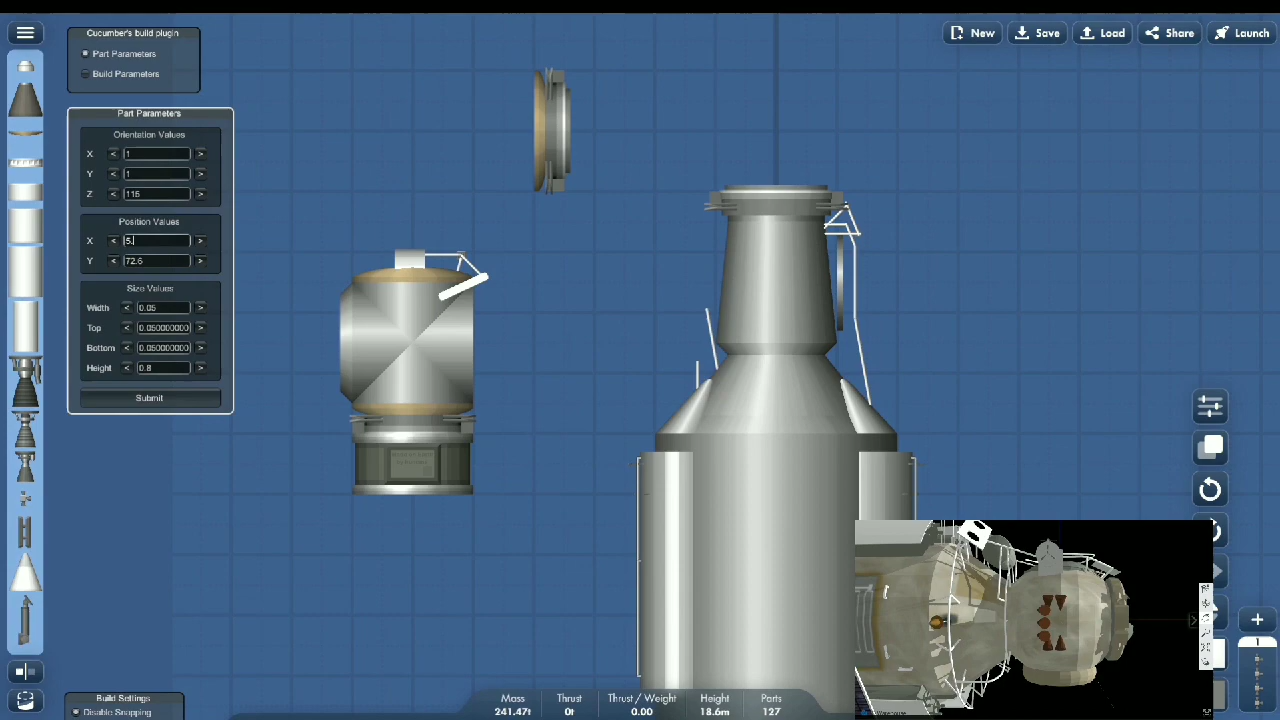 Cucumber's build plugin
Part Parameters
Build Parameters
New
Save
Load
Share
Launch
Part Parameters
Orientation Values
X < 1 >
Y < 1 >
Z < 115 >
Position Values
X < 5. >
Y < 72.6 >
Size Values
Width < 0.05 >
Top < 0.050000000 >
Bottom < 0.050000000 >
Height < 0.8 >
Submit
Build Settings
Disable Snapping
Mass
241.47t
Thrust
0t
Thrust / Weight
0.00
Height
18.6m
Parts
127
1
Warehouse